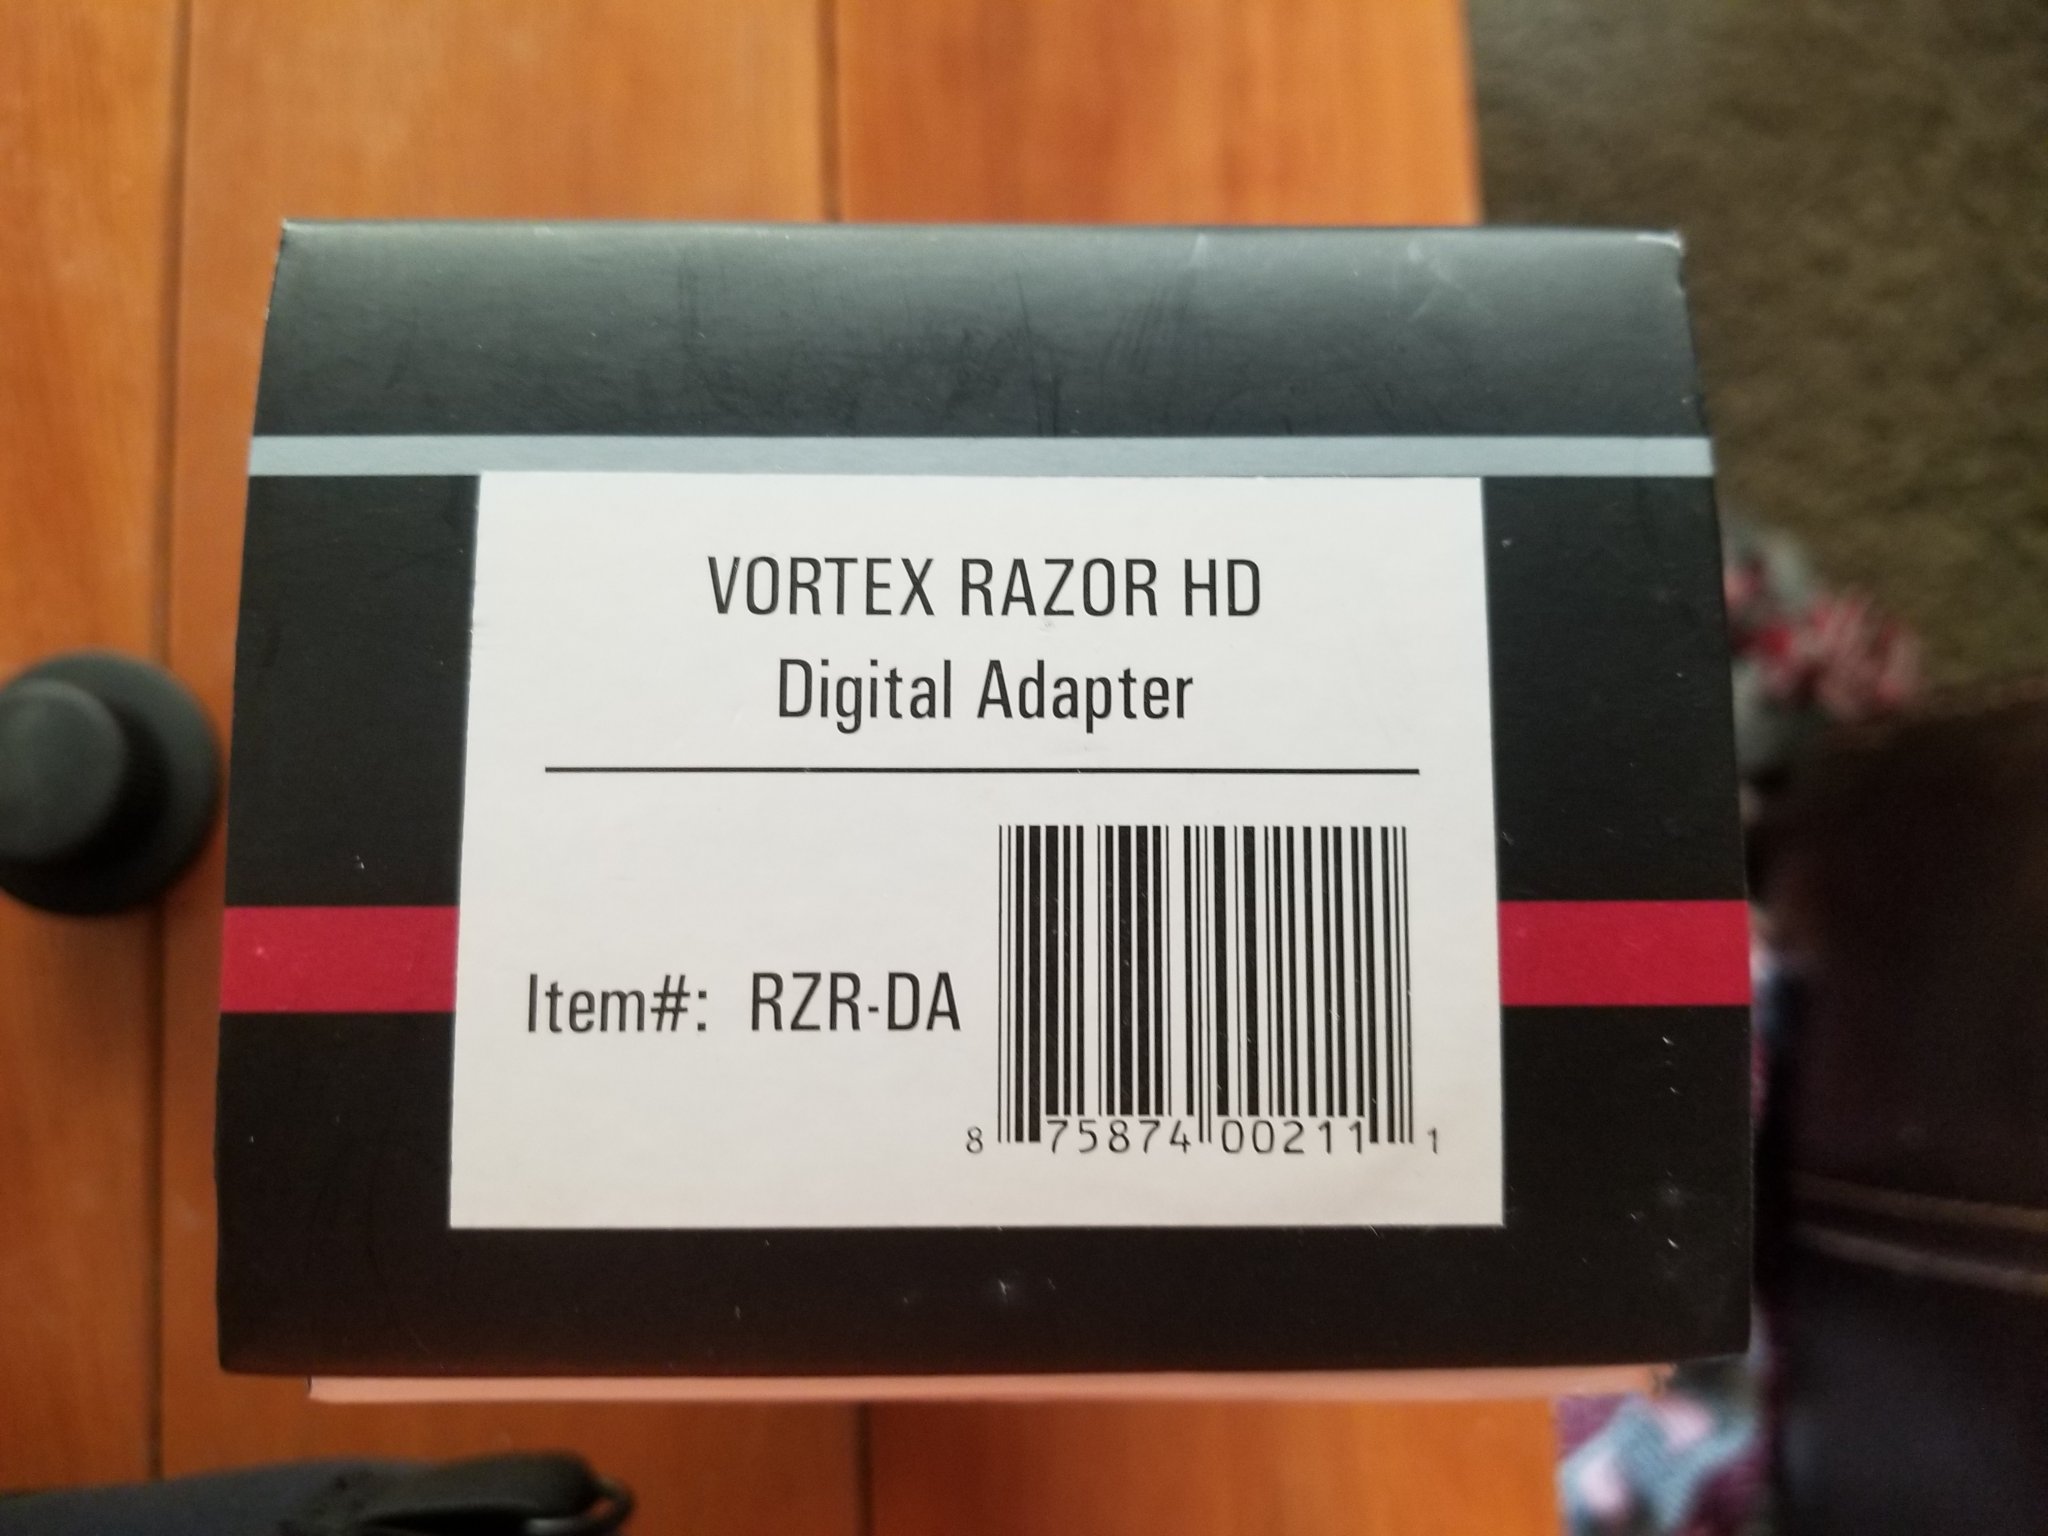 VORTEX RAZOR HD
Digital Adapter
Item#: RZR-DA
8 75874 00211 1